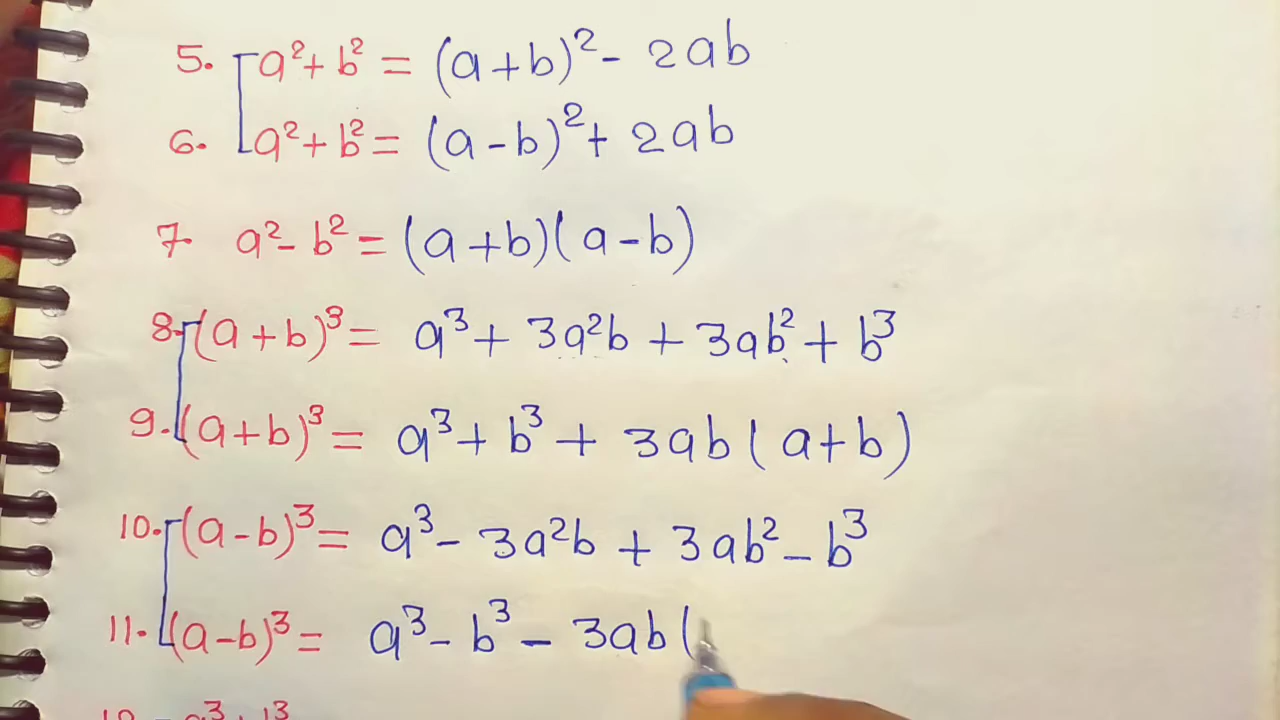 5. a²+b² = (a+b)² - 2ab
6. a²+b² = (a-b)² + 2ab
7. a²-b² = (a+b)(a-b)
8. (a+b)³ = a³ + 3a²b + 3ab² + b³
9. (a+b)³ = a³ + b³ + 3ab(a+b)
10. (a-b)³ = a³ - 3a²b + 3ab² - b³
11. (a-b)³ = a³ - b³ - 3ab(